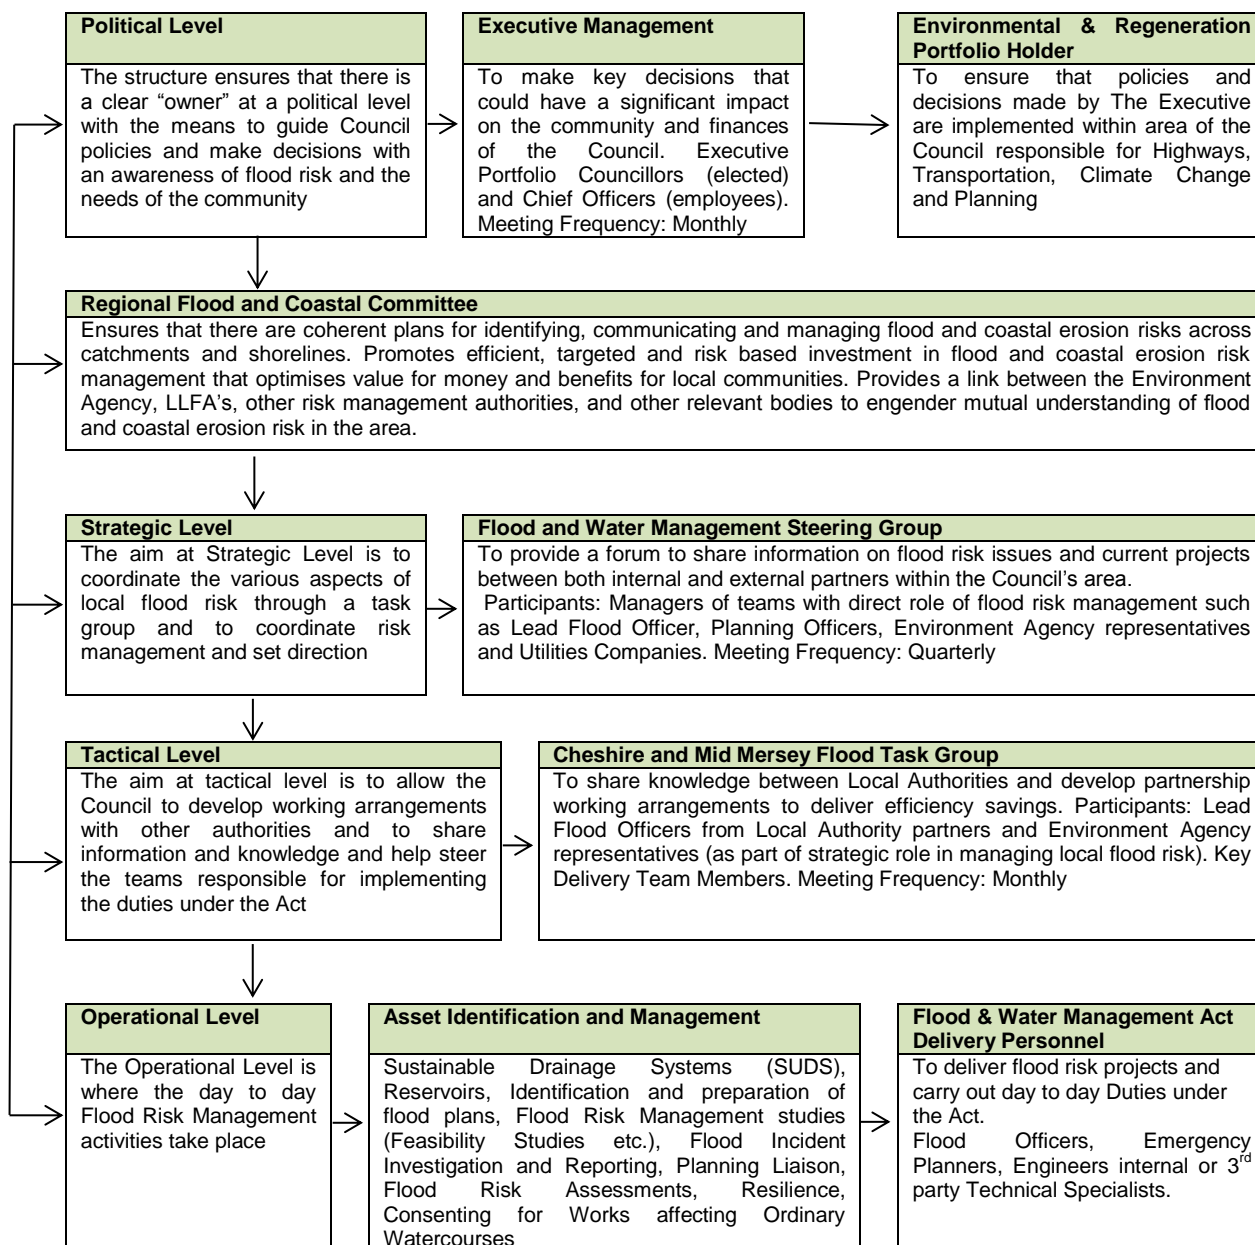 Political Level
The structure ensures that there is
a clear “owner” at a political level
with the means to guide Council
policies and make decisions with
an awareness of flood risk and the
needs of the community
Executive Management
To make key decisions that
could have a significant impact
on the community and finances
of the Council. Executive
Portfolio Councillors (elected)
and Chief Officers (employees).
Meeting Frequency: Monthly
Environmental & Regeneration
Portfolio Holder
To ensure that policies and
decisions made by The Executive
are implemented within area of the
Council responsible for Highways,
Transportation, Climate Change
and Planning
Regional Flood and Coastal Committee
Ensures that there are coherent plans for identifying, communicating and managing flood and coastal erosion risks across
catchments and shorelines. Promotes efficient, targeted and risk based investment in flood and coastal erosion risk
management that optimises value for money and benefits for local communities. Provides a link between the Environment
Agency, LLFA’s, other risk management authorities, and other relevant bodies to engender mutual understanding of flood
and coastal erosion risk in the area.
Strategic Level
The aim at Strategic Level is to
coordinate the various aspects of
local flood risk through a task
group and to coordinate risk
management and set direction
Flood and Water Management Steering Group
To provide a forum to share information on flood risk issues and current projects
between both internal and external partners within the Council’s area.
Participants: Managers of teams with direct role of flood risk management such
as Lead Flood Officer, Planning Officers, Environment Agency representatives
and Utilities Companies. Meeting Frequency: Quarterly
Tactical Level
The aim at tactical level is to allow the
Council to develop working arrangements
with other authorities and to share
information and knowledge and help steer
the teams responsible for implementing
the duties under the Act
Cheshire and Mid Mersey Flood Task Group
To share knowledge between Local Authorities and develop partnership
working arrangements to deliver efficiency savings. Participants: Lead
Flood Officers from Local Authority partners and Environment Agency
representatives (as part of strategic role in managing local flood risk). Key
Delivery Team Members. Meeting Frequency: Monthly
Operational Level
The Operational Level is
where the day to day
Flood Risk Management
activities take place
Asset Identification and Management
Sustainable Drainage Systems (SUDS),
Reservoirs, Identification and preparation of
flood plans, Flood Risk Management studies
(Feasibility Studies etc.), Flood Incident
Investigation and Reporting, Planning Liaison,
Flood Risk Assessments, Resilience,
Consenting for Works affecting Ordinary
Watercourses
Flood & Water Management Act
Delivery Personnel
To deliver flood risk projects and
carry out day to day Duties under
the Act.
Flood Officers, Emergency
Planners, Engineers internal or 3rd
party Technical Specialists.